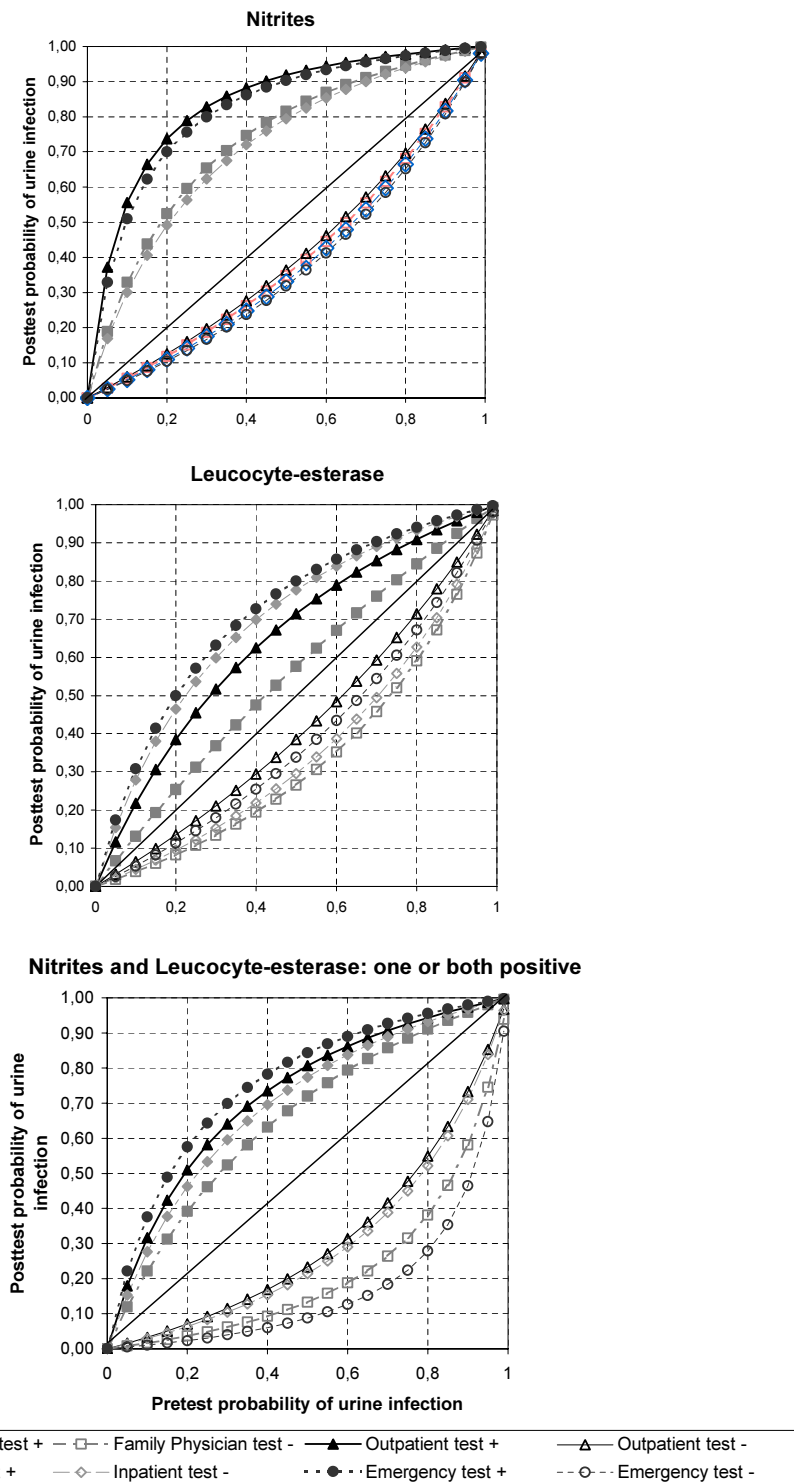 Nitrites
Posttest probability of urine infection
1,00
0,90
0,80
0,70
0,60
0,50
0,40
0,30
0,20
0,10
0,00
0 0,2 0,4 0,6 0,8 1
Leucocyte-esterase
Posttest probability of urine infection
1,00
0,90
0,80
0,70
0,60
0,50
0,40
0,30
0,20
0,10
0,00
0 0,2 0,4 0,6 0,8 1
Nitrites and Leucocyte-esterase: one or both positive
Posttest probability of urine
infection
1,00
0,90
0,80
0,70
0,60
0,50
0,40
0,30
0,20
0,10
0,00
0 0,2 0,4 0,6 0,8 1
Pretest probability of urine infection
test + Family Physician test - Outpatient test + Outpatient test -
+ Inpatient test - Emergency test + Emergency test -